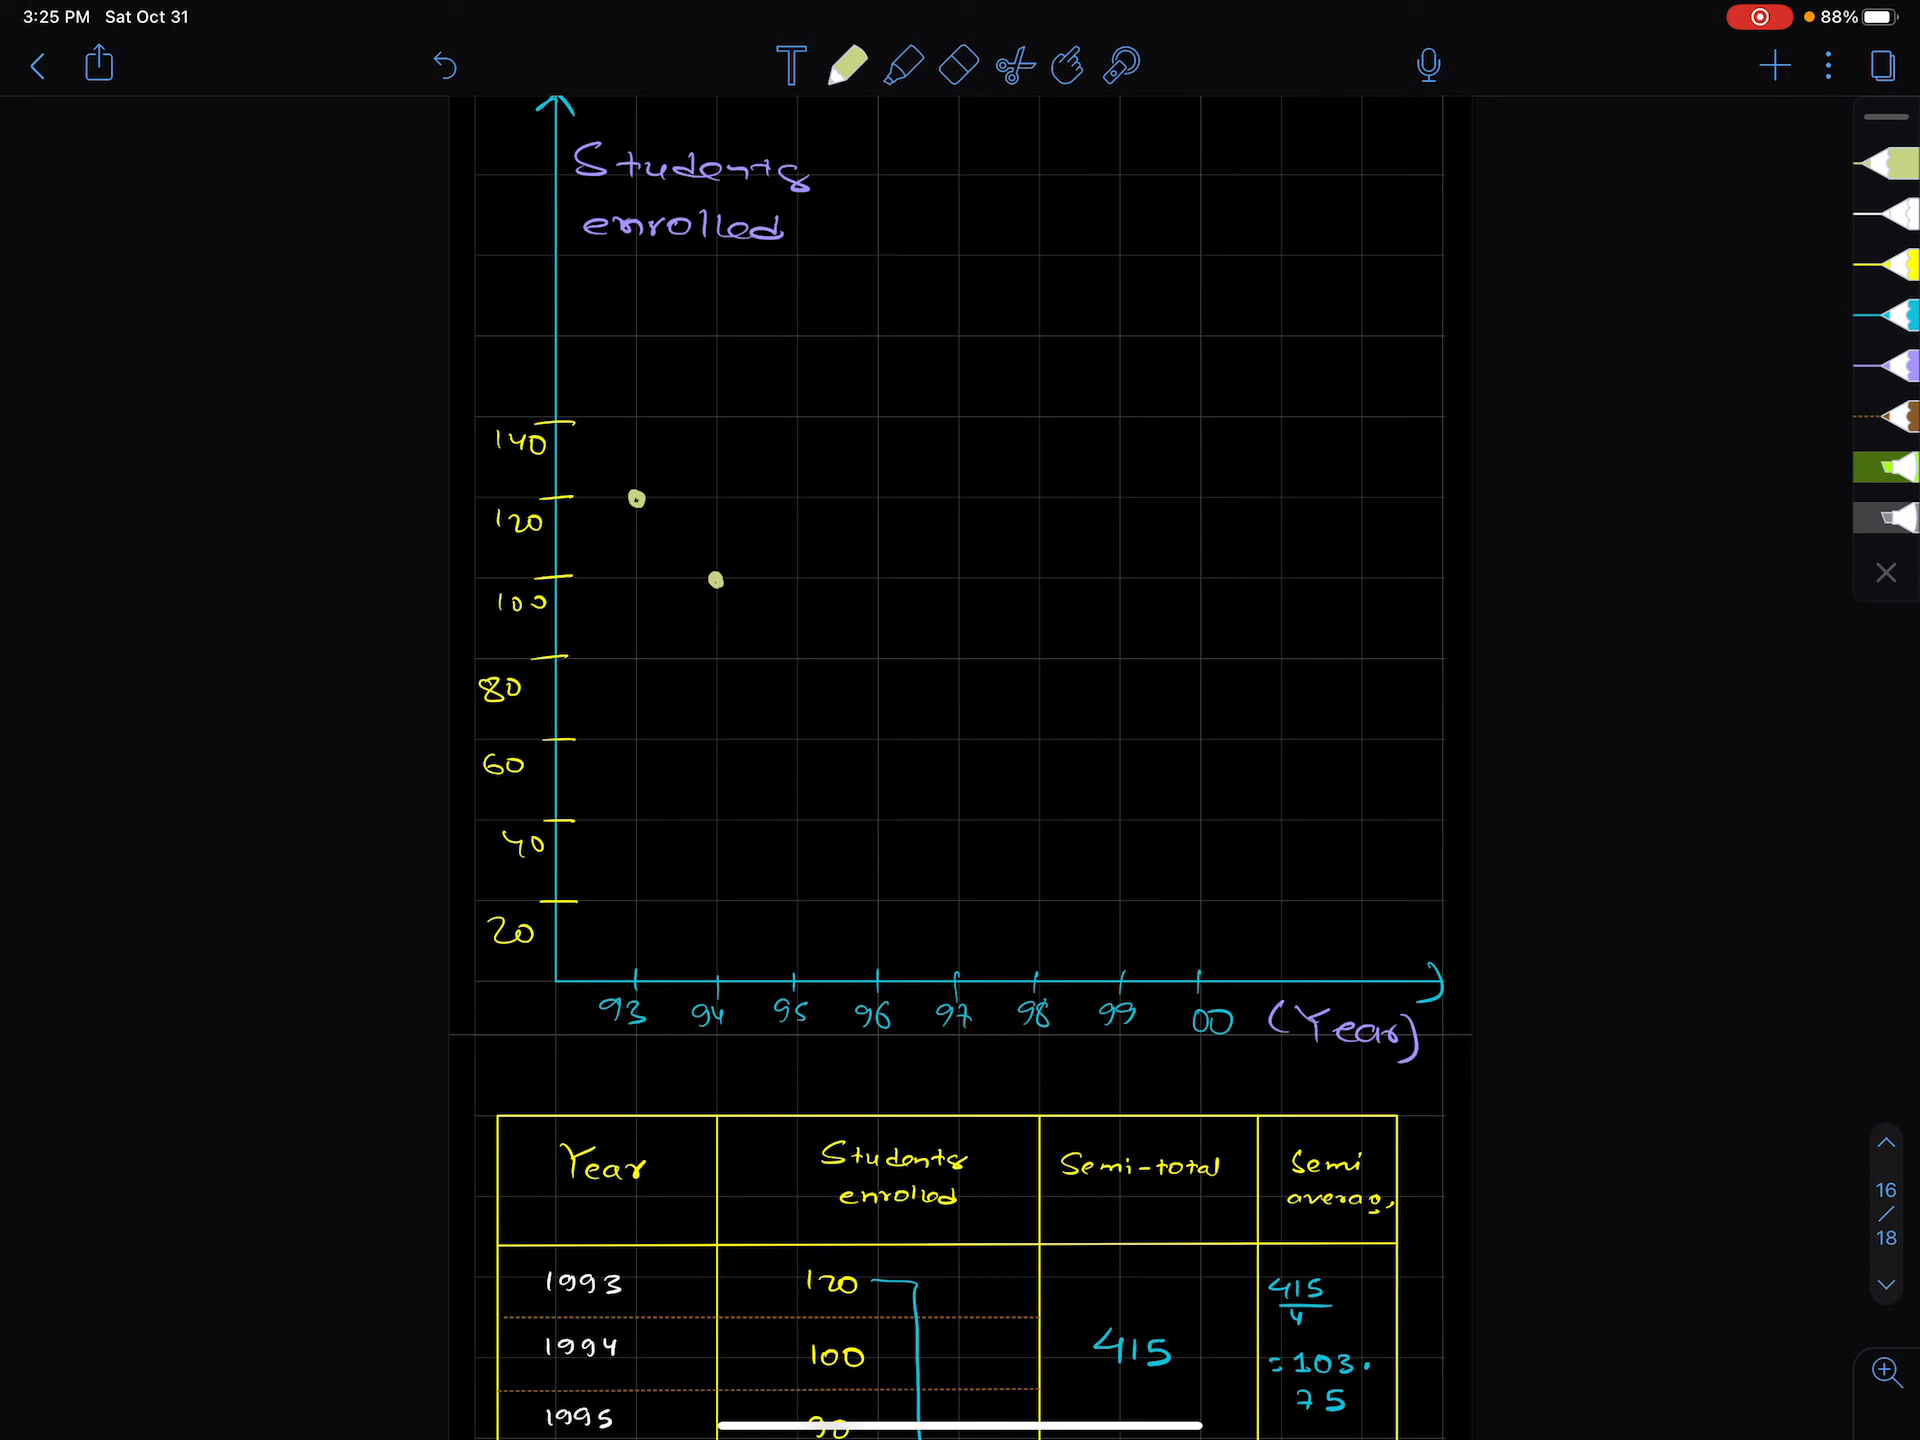 3:25 PM Sat Oct 31
88%
Students
enrolled
140
120
100
80
60
40
20
93 94 95 96 97 98 99 00 (Year)
Year Students enrolled Semi-total Semi
1993 120 415 415/4
1994 100 =103.75
1995 90
16
/
18